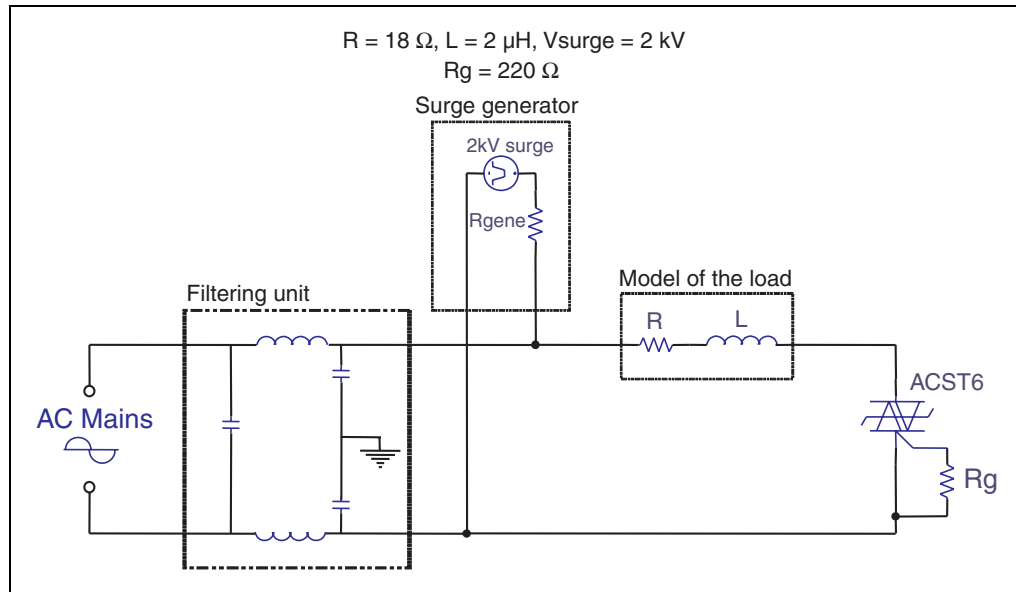 R = 18 Ω, L = 2 µH, Vsurge = 2 kV
Rg = 220 Ω
Surge generator
2kV surge
Rgene
Model of the load
Filtering unit
R
L
ACST6
AC Mains
Rg